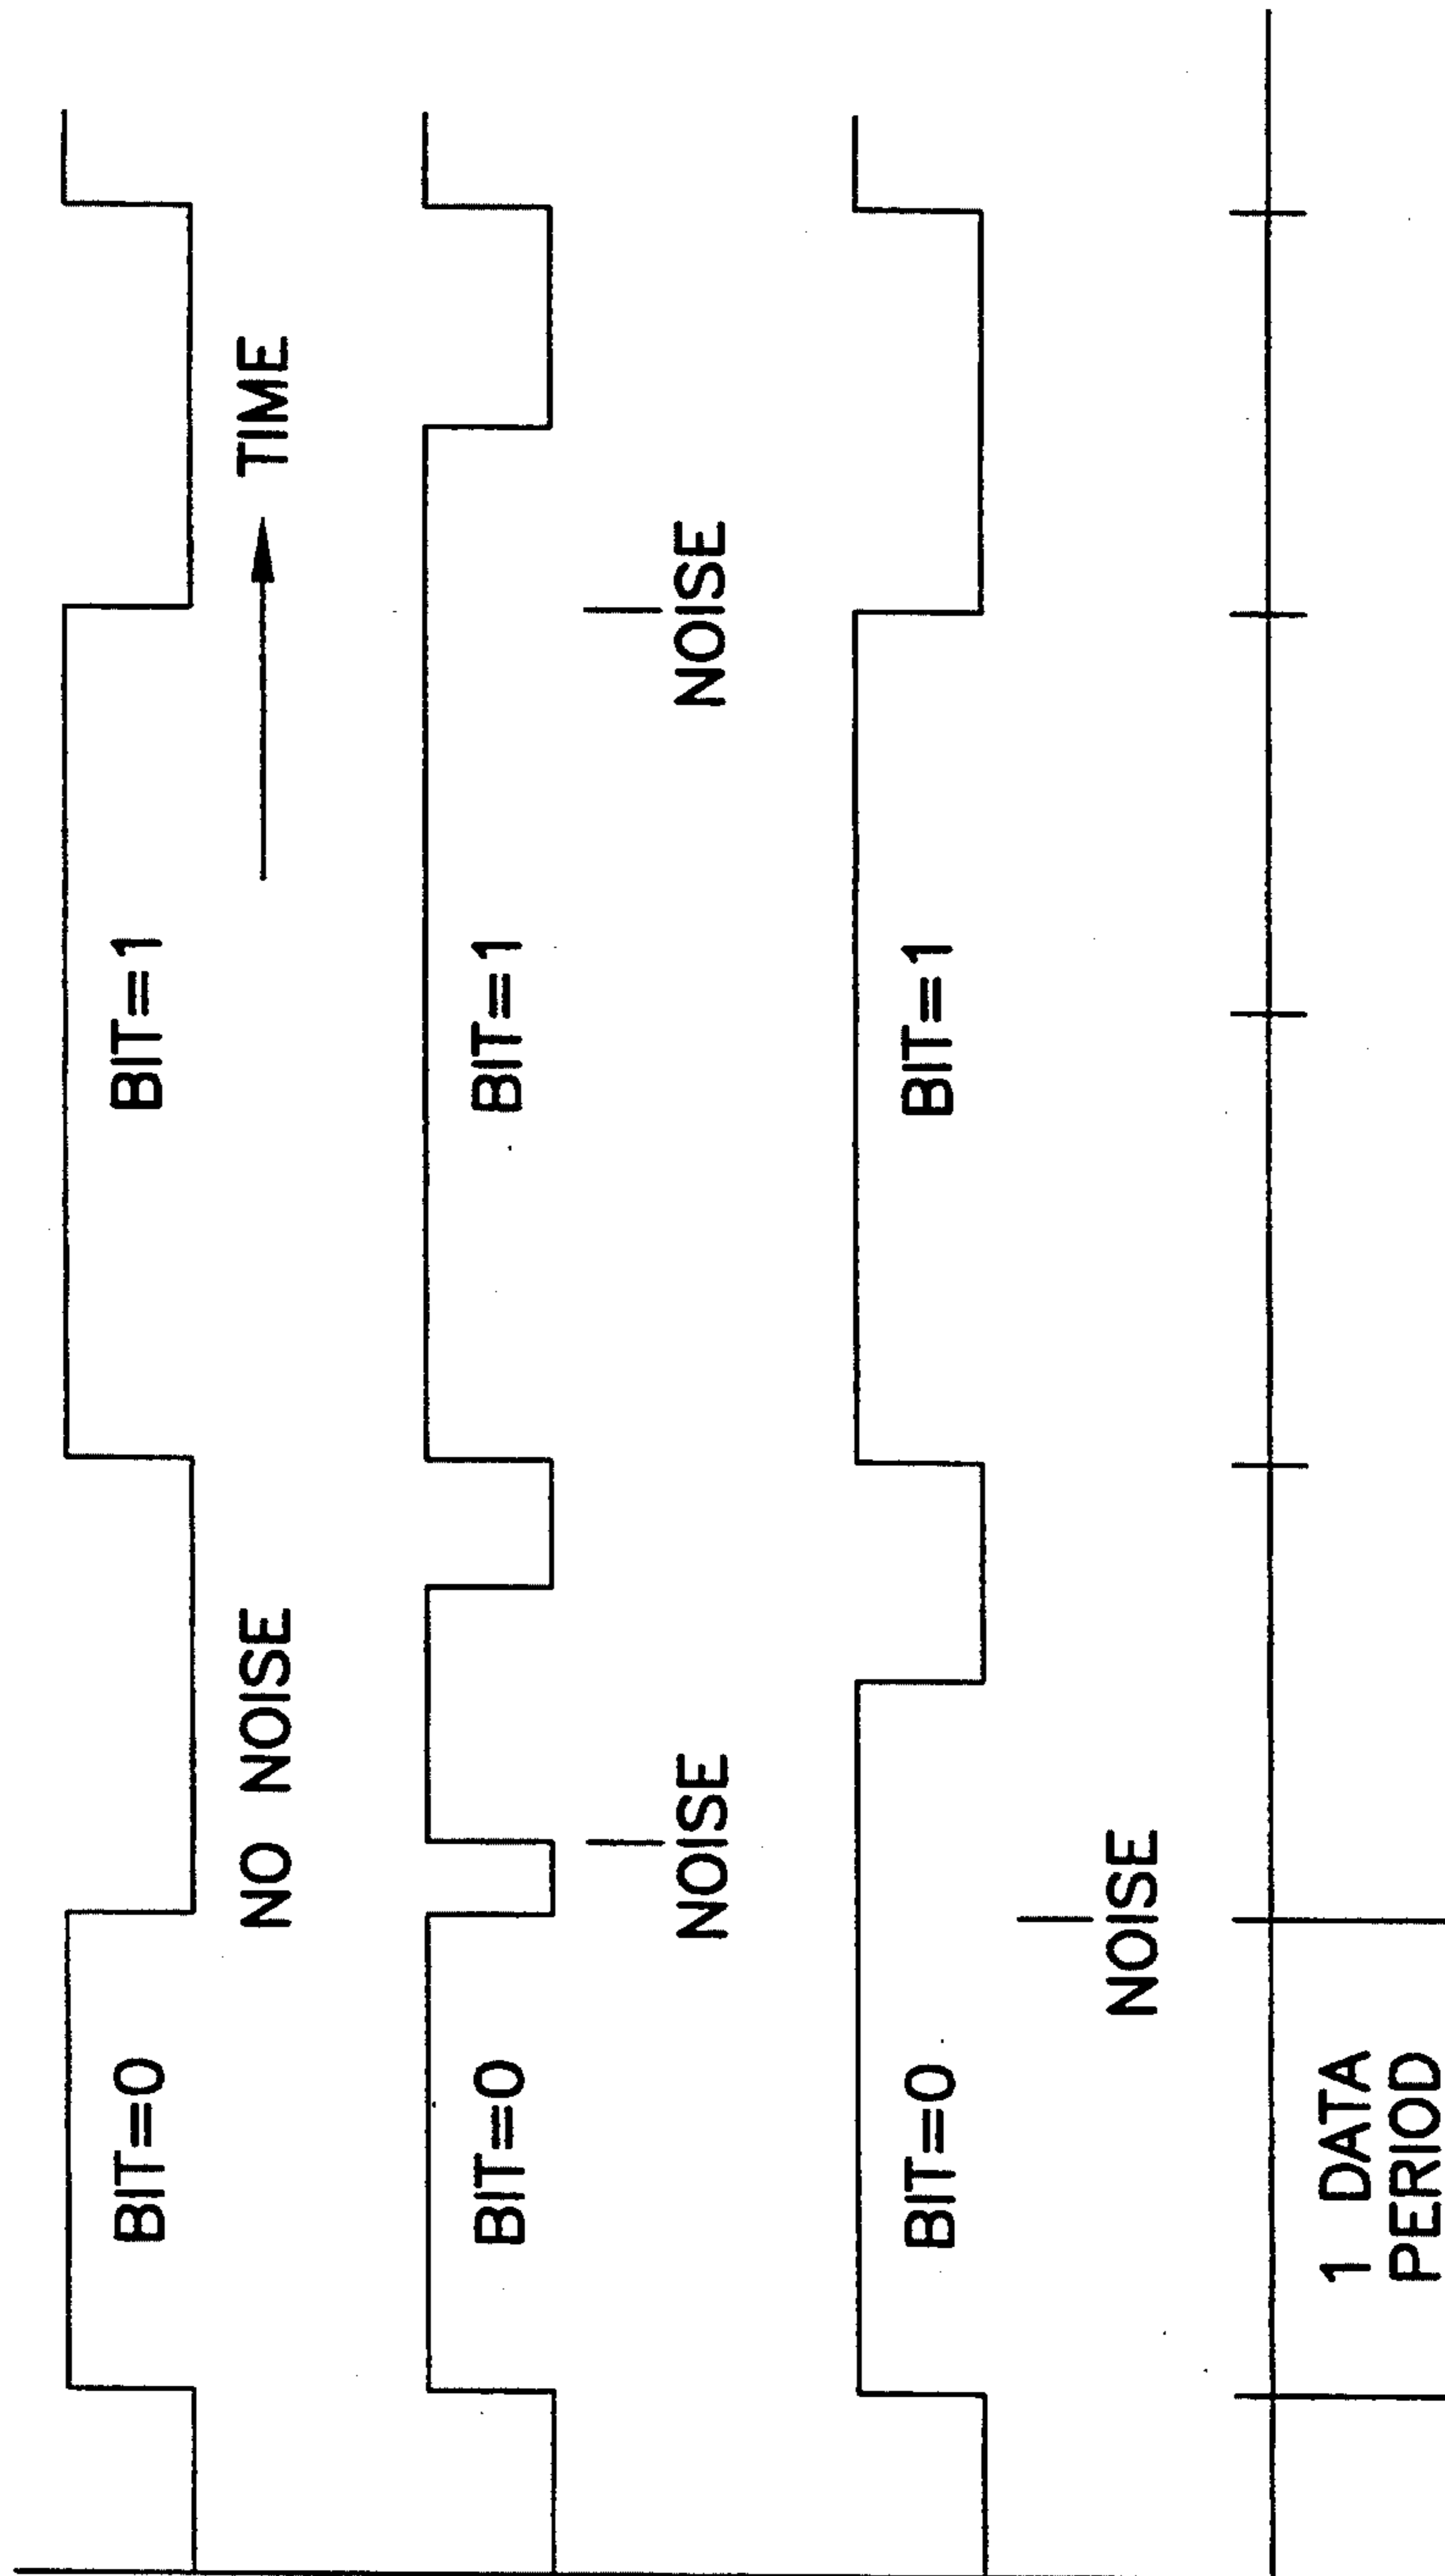 BIT=0
BIT=1
NO NOISE
TIME
BIT=0
BIT=1
NOISE
NOISE
BIT=0
BIT=1
NOISE
1 DATA
PERIOD